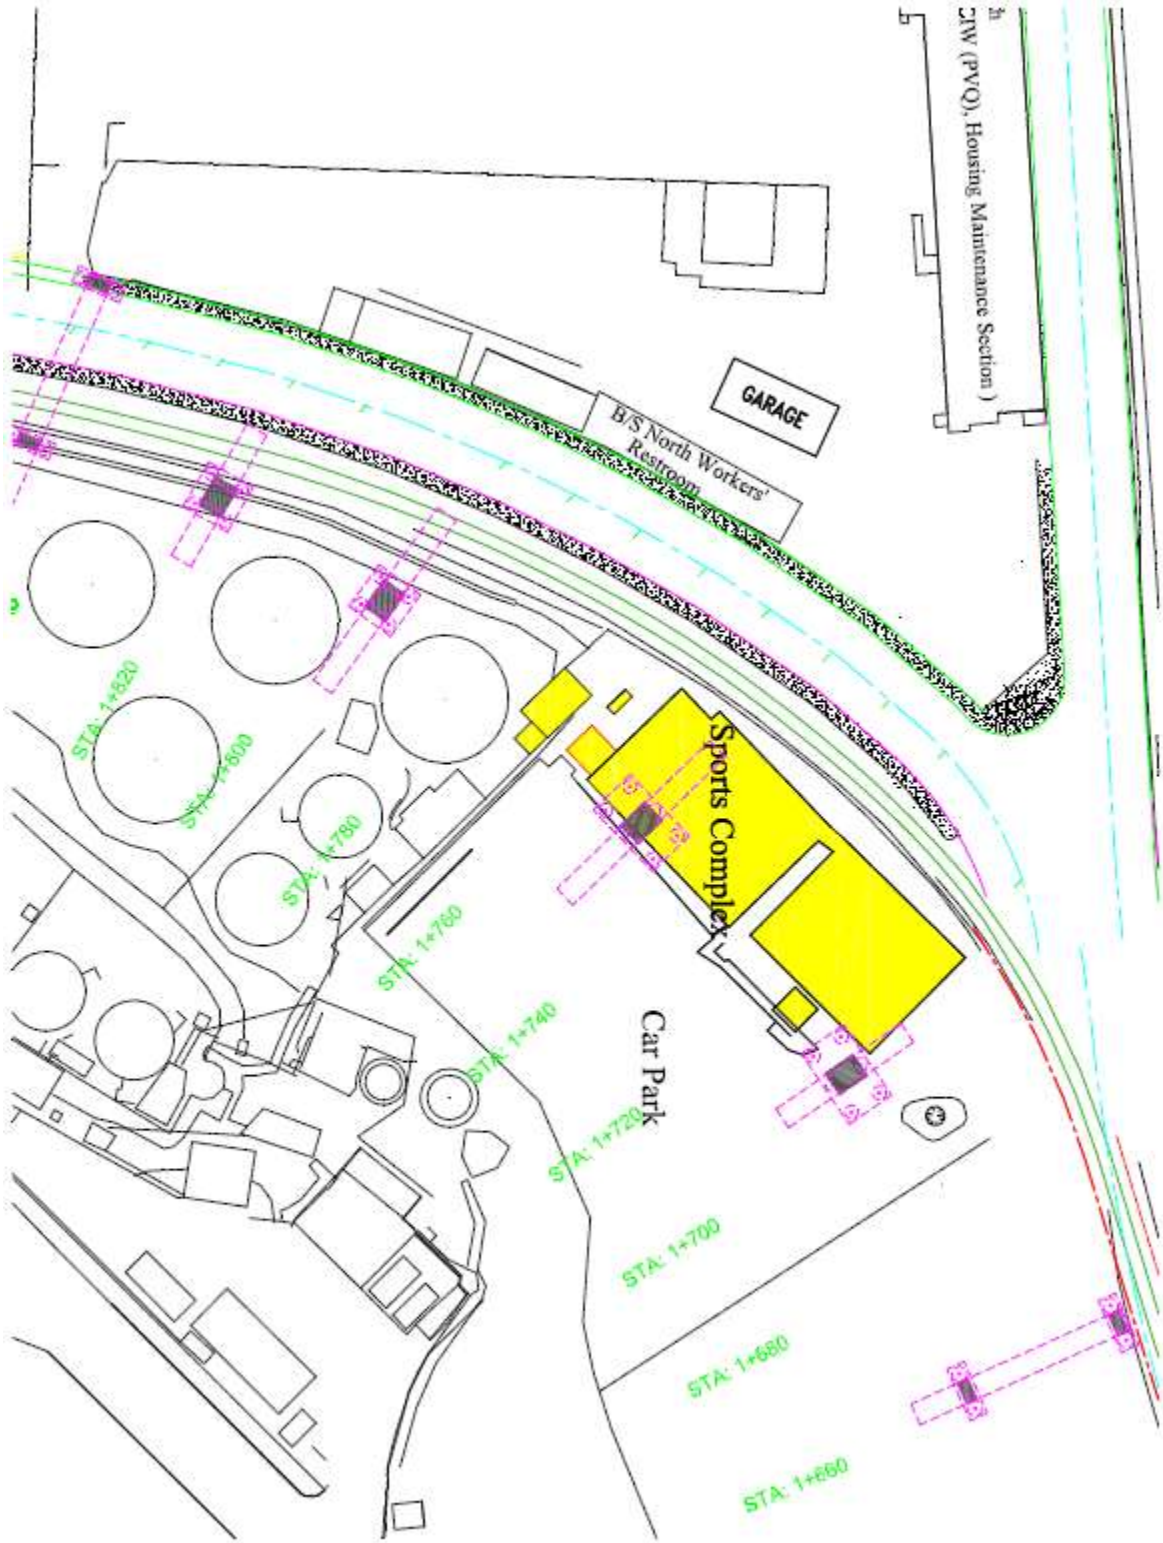 CIW (PVQ), Housing Maintenance Section )
GARAGE
B/S North Workers'
Restroom
Sports Complex
Car Park
STA: 1+820
STA: 1+800
STA: 1+780
STA: 1+760
STA: 1+740
STA: 1+720
STA: 1+700
STA: 1+680
STA: 1+660